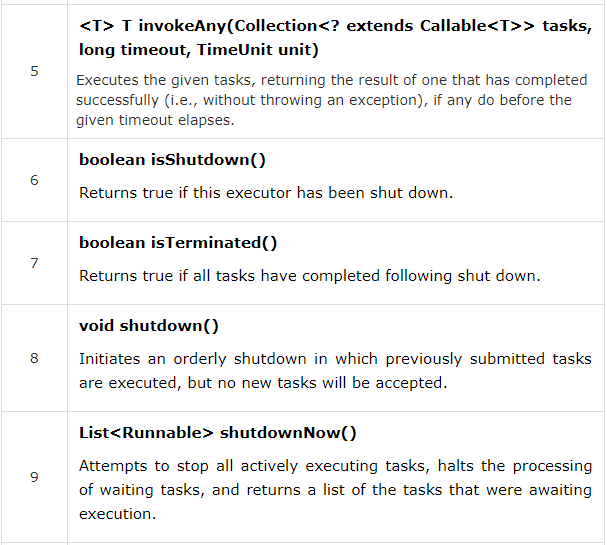 <T> T invokeAny(Collection<? extends Callable<T>> tasks,
long timeout, TimeUnit unit)
5
Executes the given tasks, returning the result of one that has completed
successfully (i.e., without throwing an exception), if any do before the
given timeout elapses.
boolean isShutdown()
6
Returns true if this executor has been shut down.
boolean isTerminated()
7
Returns true if all tasks have completed following shut down.
void shutdown()
8
Initiates an orderly shutdown in which previously submitted tasks
are executed, but no new tasks will be accepted.
List<Runnable> shutdownNow()
9
Attempts to stop all actively executing tasks, halts the processing
of waiting tasks, and returns a list of the tasks that were awaiting
execution.